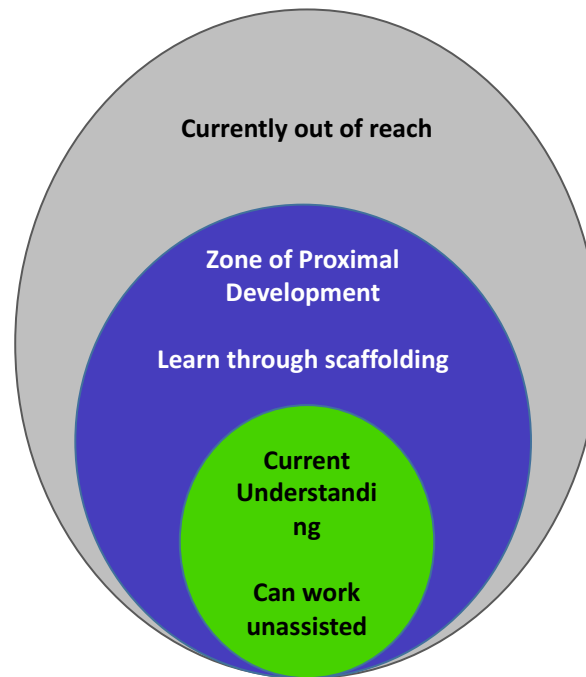 Currently out of reach
Zone of Proximal
Development
Learn through scaffolding
Current
Understandi
ng
Can work
unassisted